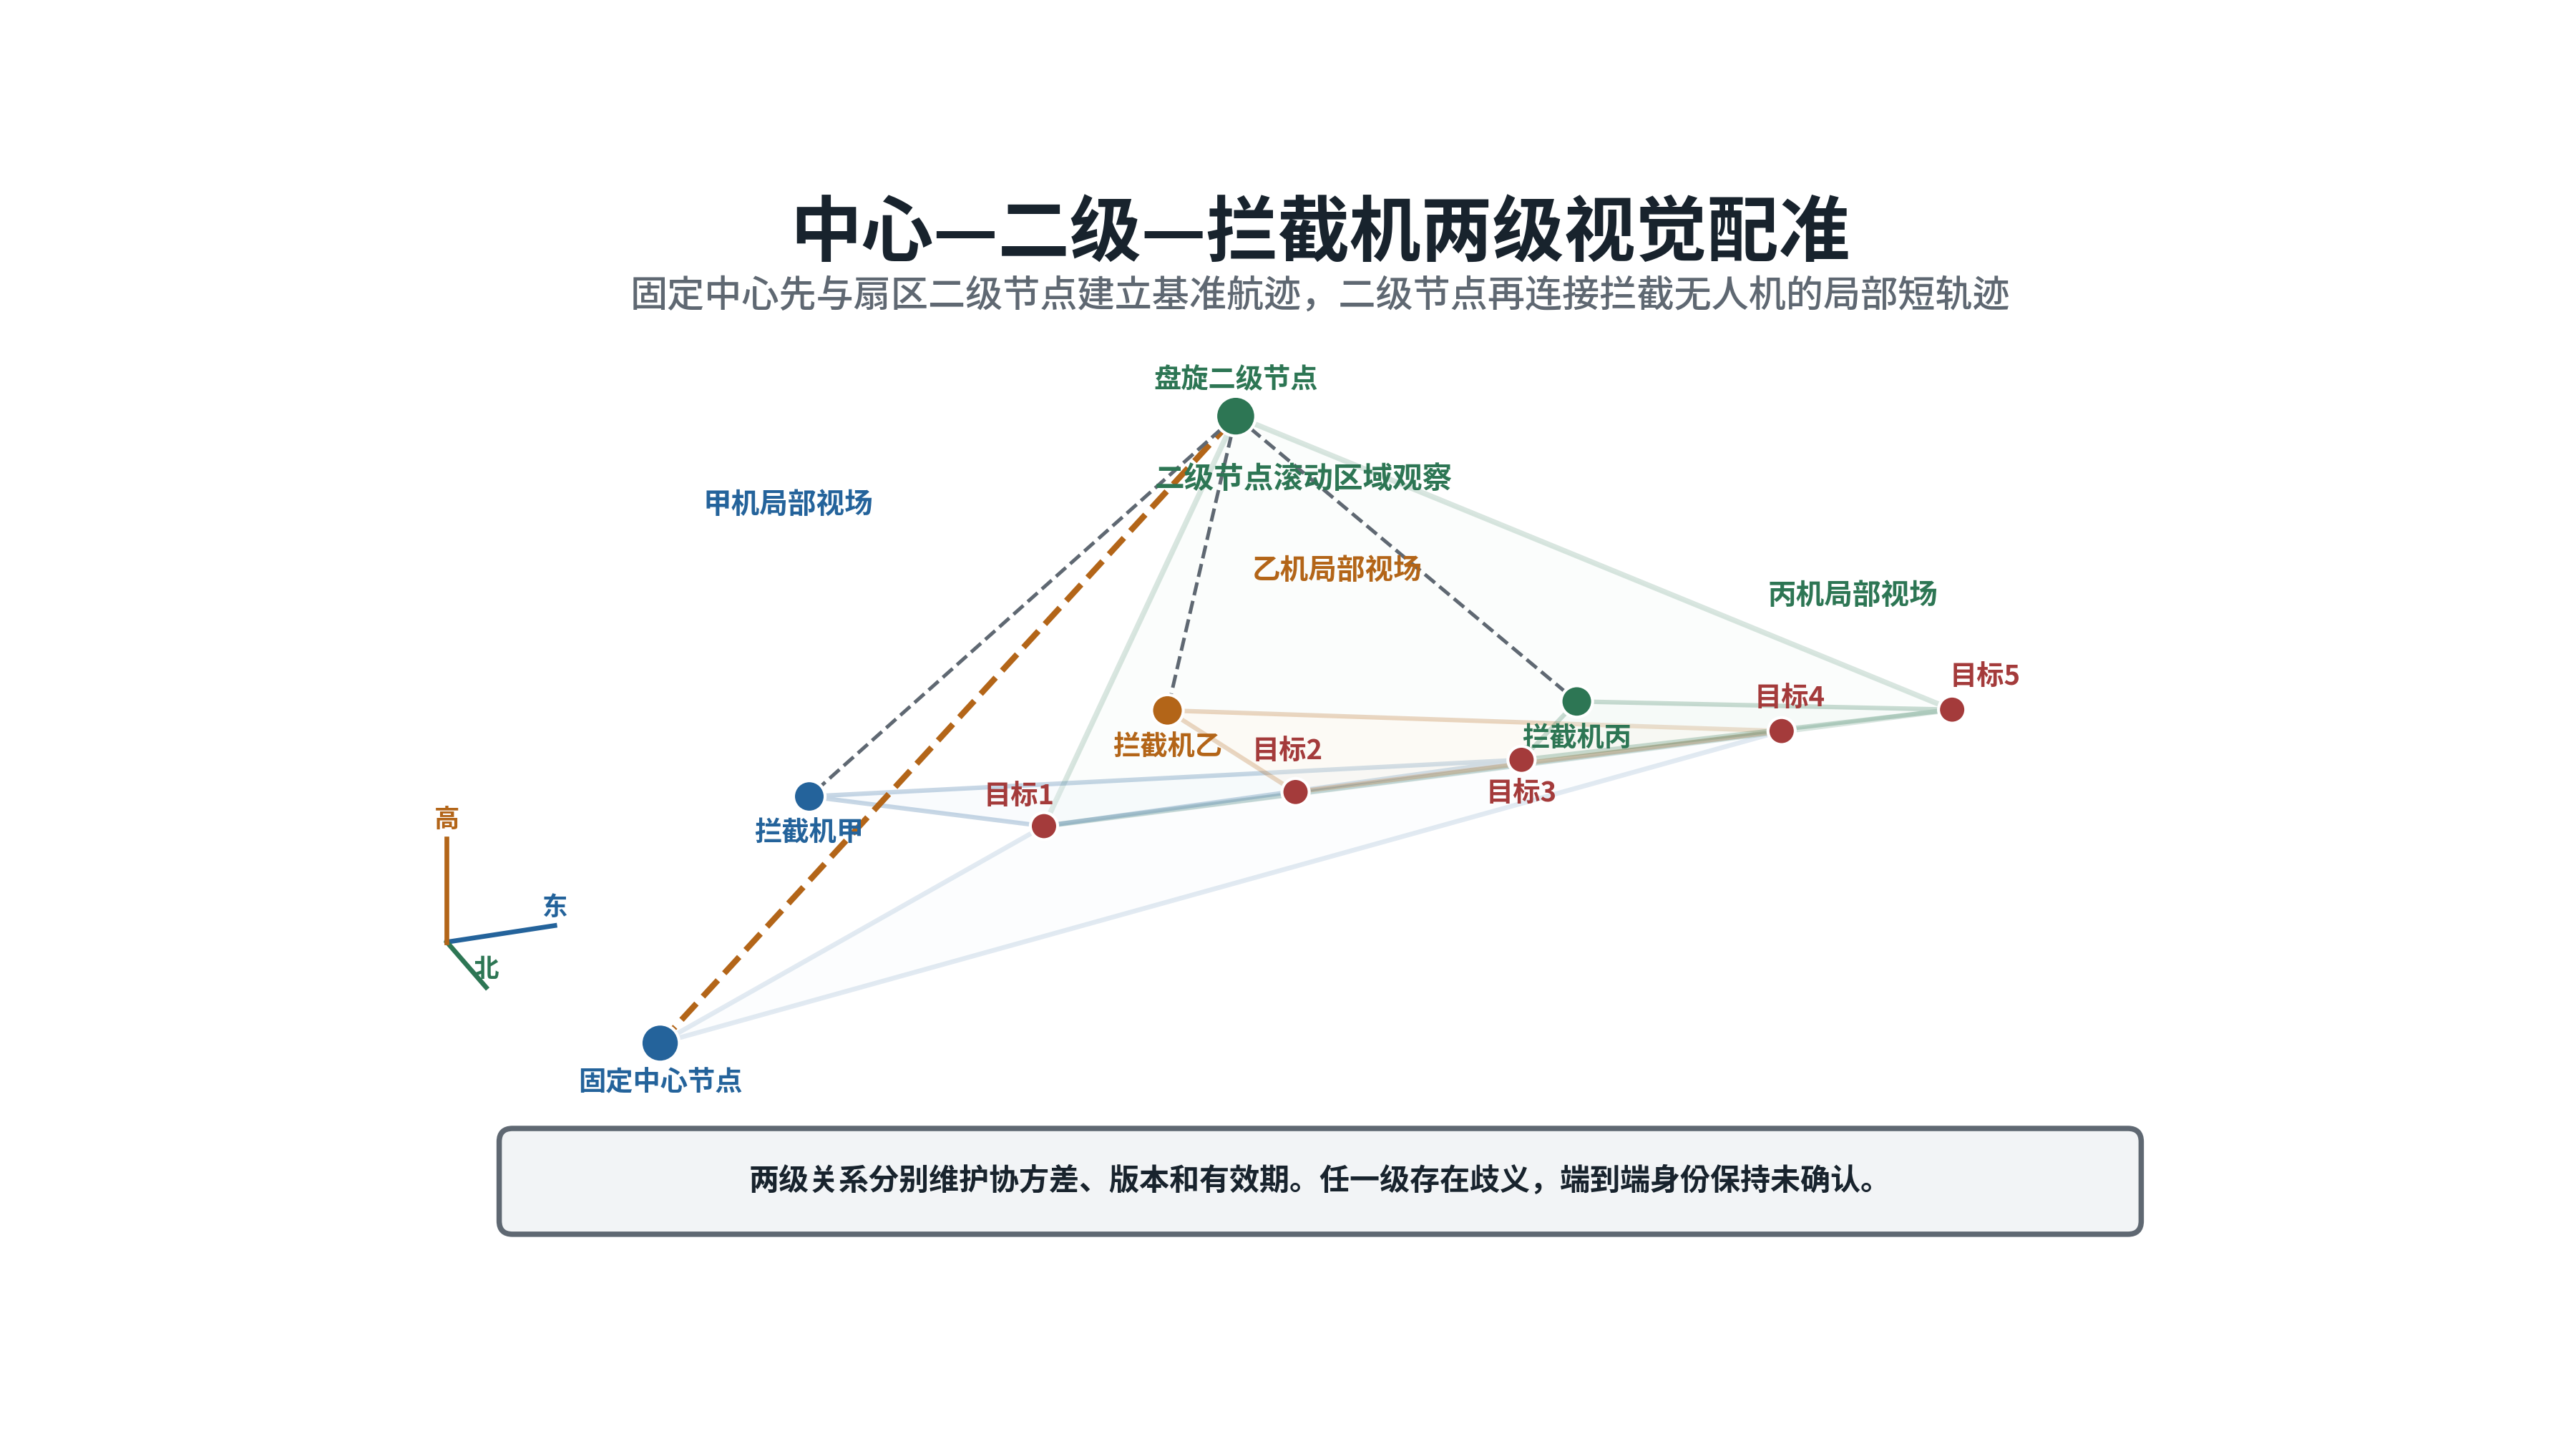 中心—二级—拦截机两级视觉配准
固定中心先与扇区二级节点建立基准航迹，二级节点再连接拦截无人机的局部短轨迹
盘旋二级节点
二级节点滚动区域观察
甲机局部视场
乙机局部视场
丙机局部视场
目标5
目标4
拦截机丙
拦截机乙
目标2
目标3
目标1
拦截机甲
高
东
北
固定中心节点
两级关系分别维护协方差、版本和有效期。任一级存在歧义，端到端身份保持未确认。